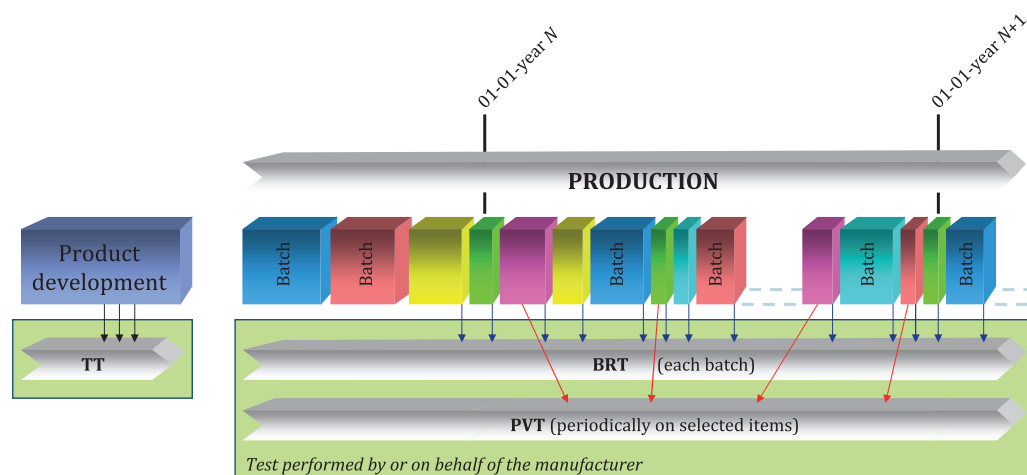 01-01-year N
01-01-year N+1
PRODUCTION
Product
development
Batch
Batch
Batch
Batch
Batch
Batch
TT
BRT (each batch)
PVT (periodically on selected items)
Test performed by or on behalf of the manufacturer